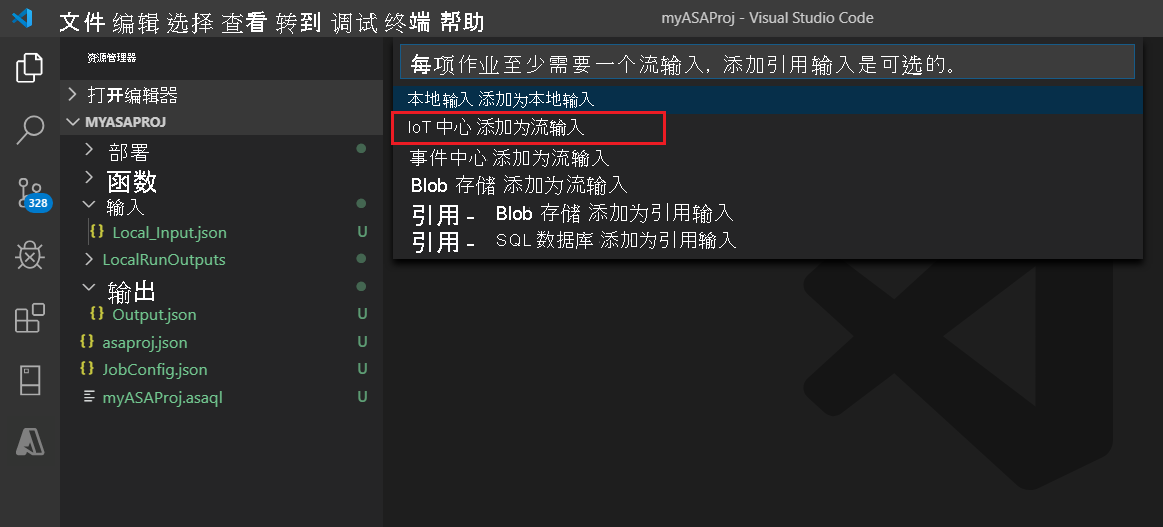 文件 编辑 选择 查看 转到 调试 终端 帮助
myASAProj - Visual Studio Code
资源管理器
打开编辑器
MYASAPROJ
部署
函数
输入
{} Local_Input.json U
LocalRunOutputs
输出
{} Output.json U
{} asaproj.json U
{} JobConfig.json U
myASAProj.asaql U
328
每项作业至少需要一个流输入, 添加引用输入是可选的。
本地输入 添加为本地输入
IoT 中心 添加为流输入
事件中心 添加为流输入
Blob 存储 添加为流输入
引用 - Blob 存储 添加为引用输入
引用 - SQL 数据库 添加为引用输入